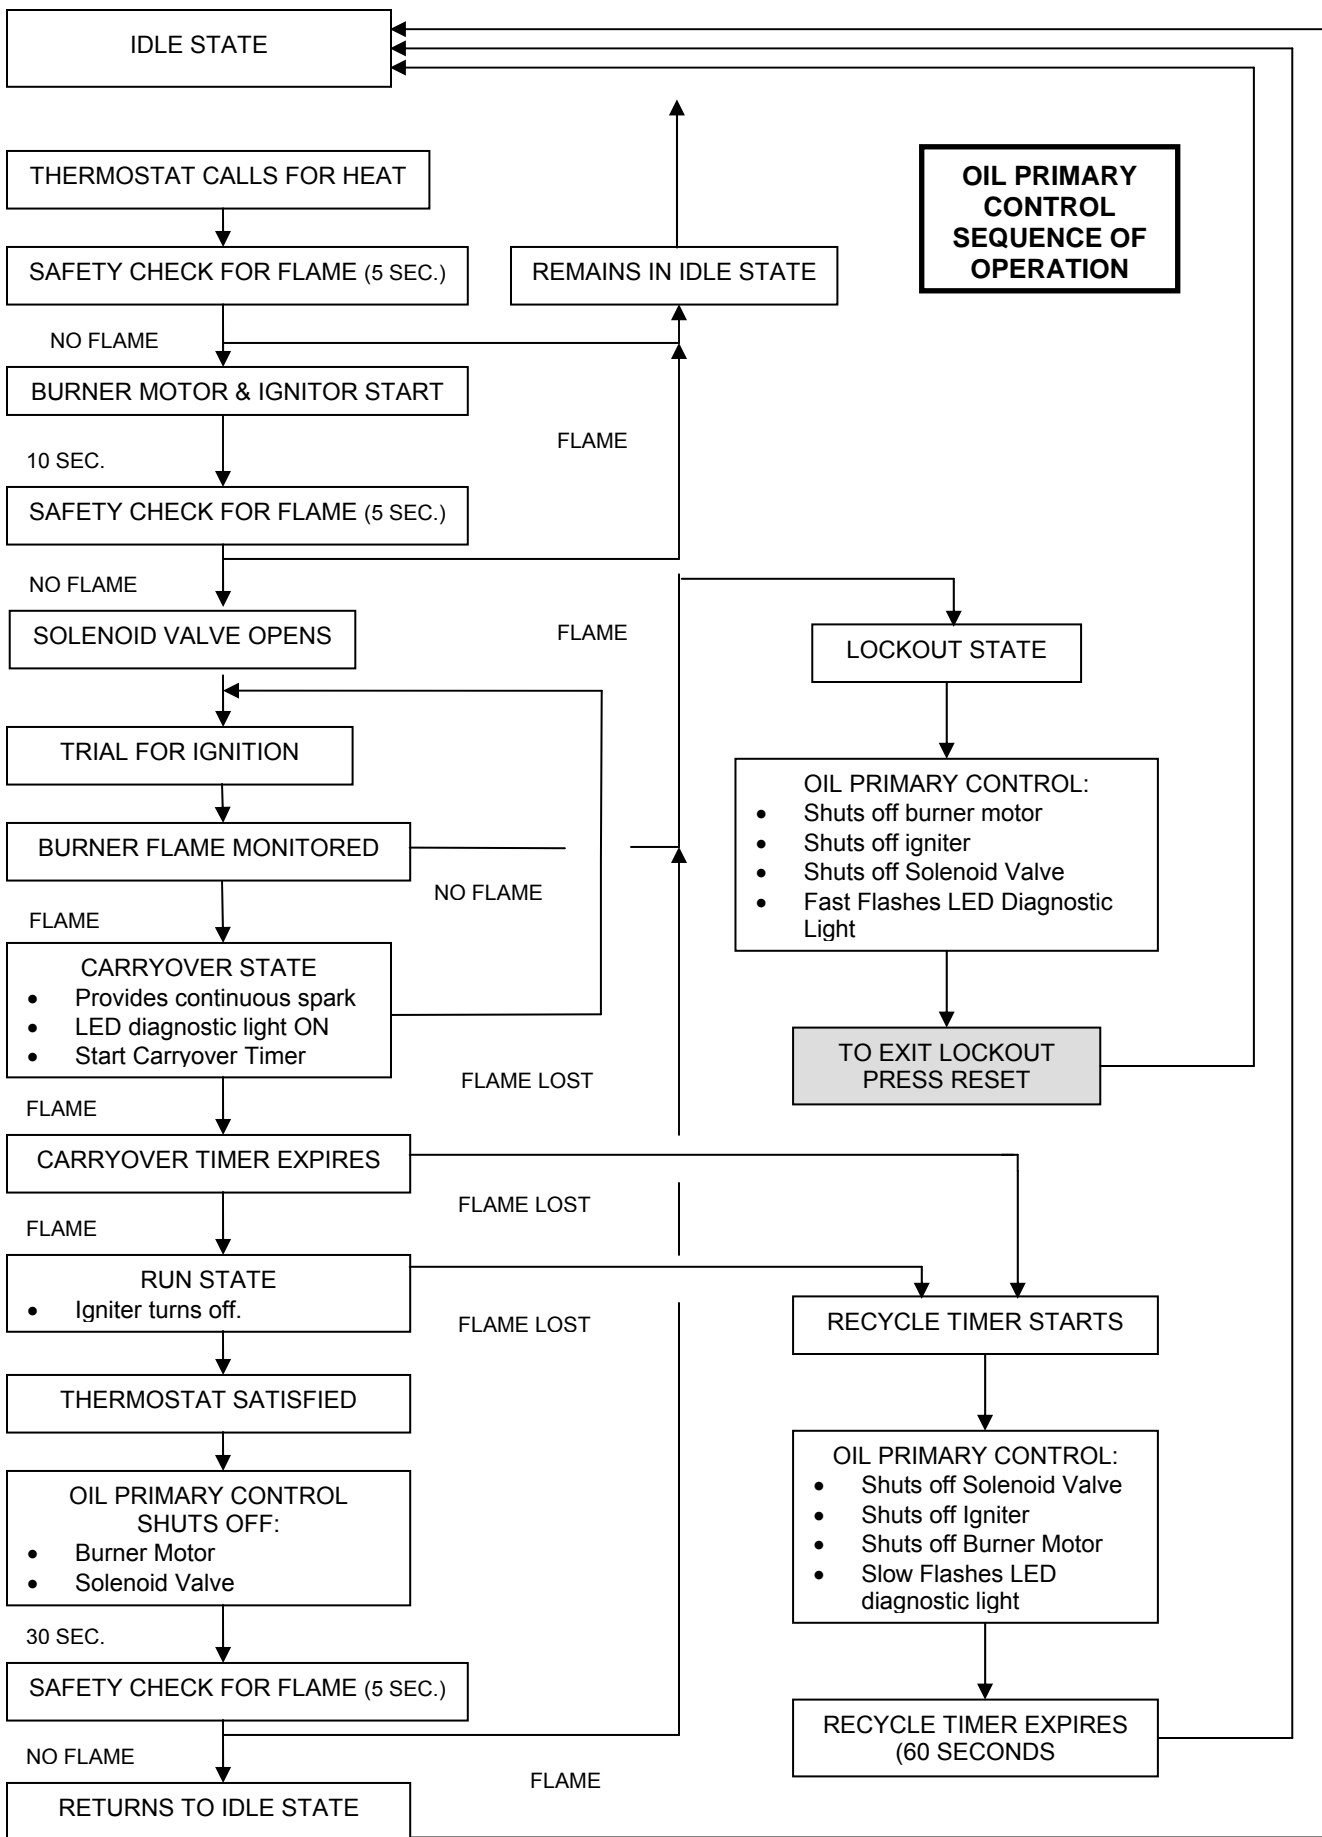 IDLE STATE
THERMOSTAT CALLS FOR HEAT
OIL PRIMARY
CONTROL
SEQUENCE OF
OPERATION
SAFETY CHECK FOR FLAME (5 SEC.)
REMAINS IN IDLE STATE
NO FLAME
BURNER MOTOR & IGNITOR START
FLAME
10 SEC.
SAFETY CHECK FOR FLAME (5 SEC.)
NO FLAME
SOLENOID VALVE OPENS
FLAME
LOCKOUT STATE
TRIAL FOR IGNITION
OIL PRIMARY CONTROL:
• Shuts off burner motor
• Shuts off igniter
• Shuts off Solenoid Valve
• Fast Flashes LED Diagnostic
Light
BURNER FLAME MONITORED
NO FLAME
FLAME
CARRYOVER STATE
• Provides continuous spark
• LED diagnostic light ON
• Start Carryover Timer
TO EXIT LOCKOUT
PRESS RESET
FLAME LOST
FLAME
CARRYOVER TIMER EXPIRES
FLAME LOST
FLAME
RUN STATE
• Igniter turns off.
RECYCLE TIMER STARTS
FLAME LOST
THERMOSTAT SATISFIED
OIL PRIMARY CONTROL:
• Shuts off Solenoid Valve
• Shuts off Igniter
• Shuts off Burner Motor
• Slow Flashes LED
diagnostic light
OIL PRIMARY CONTROL
SHUTS OFF:
• Burner Motor
• Solenoid Valve
30 SEC.
SAFETY CHECK FOR FLAME (5 SEC.)
RECYCLE TIMER EXPIRES
(60 SECONDS
NO FLAME
FLAME
RETURNS TO IDLE STATE